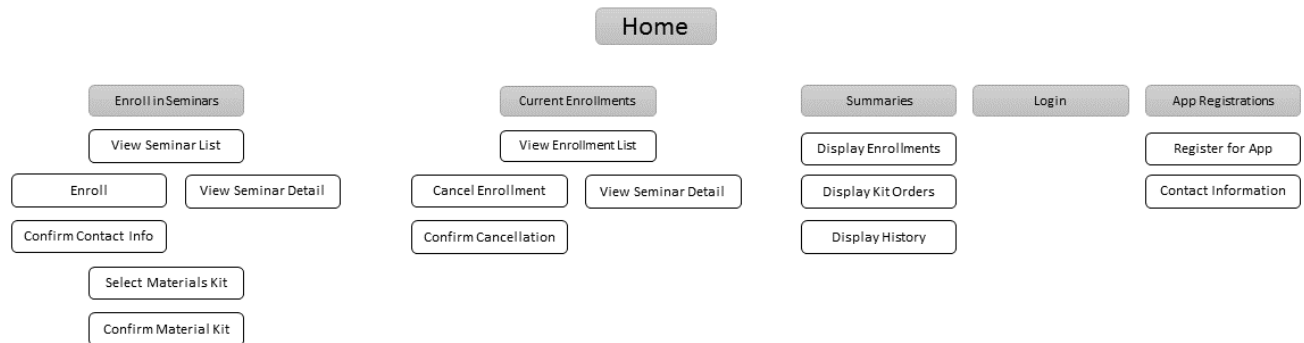 Home
Enroll in Seminars
Current Enrollments
Summaries
Login
App Registrations
View Seminar List
View Enrollment List
Display Enrollments
Register for App
Enroll
View Seminar Detail
Cancel Enrollment
View Seminar Detail
Display Kit Orders
Contact Information
Confirm Contact Info
Confirm Cancellation
Display History
Select Materials Kit
Confirm Material Kit